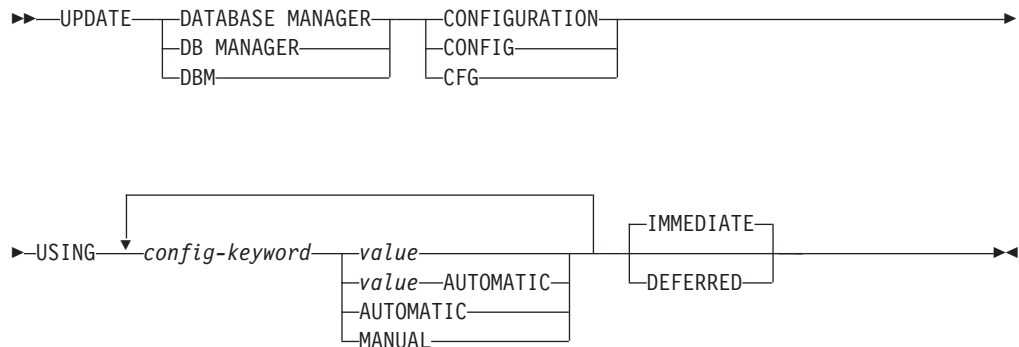 UPDATE DATABASE MANAGER CONFIGURATION
DB MANAGER CONFIG
DBM CFG
IMMEDIATE
USING config-keyword value
value AUTOMATIC DEFERRED
AUTOMATIC
MANUAL